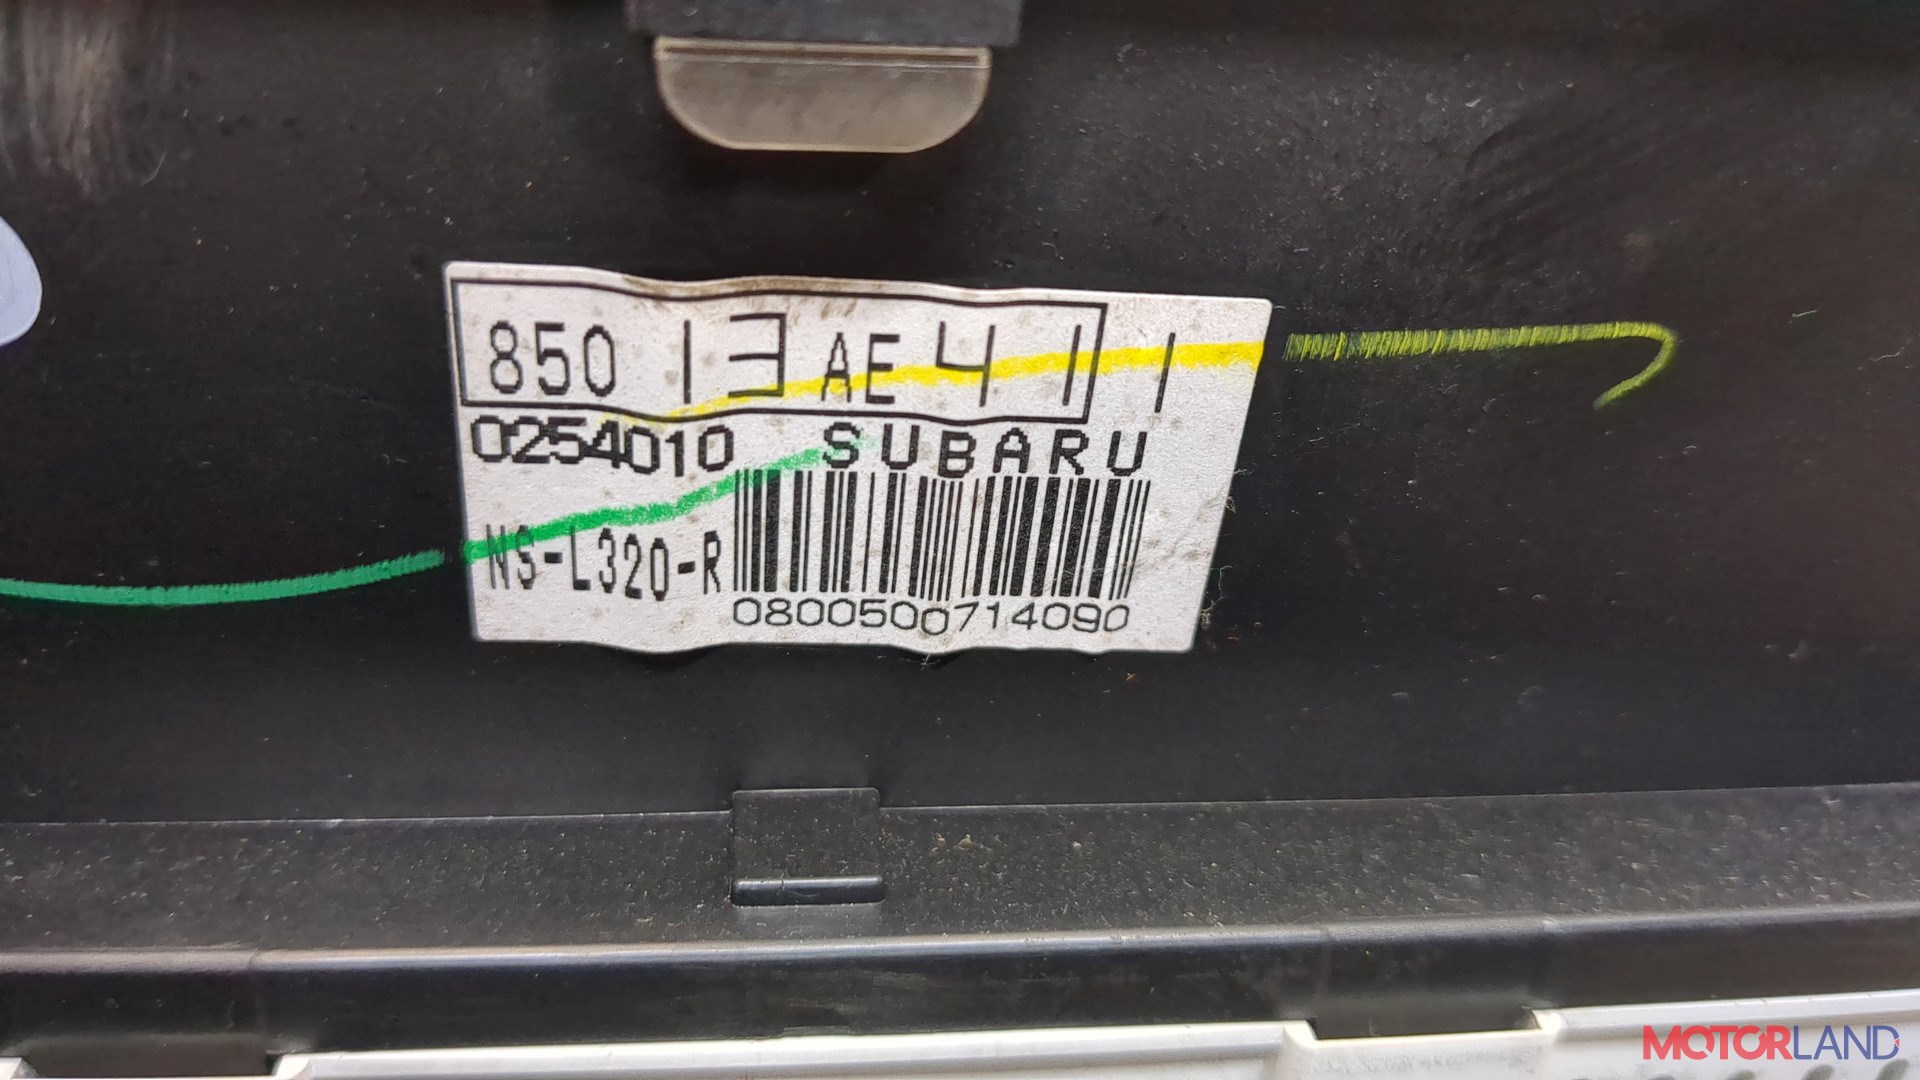 85013AE411
0254010 SUBARU
NS-L320-R
0800500714090
MOTORLAND